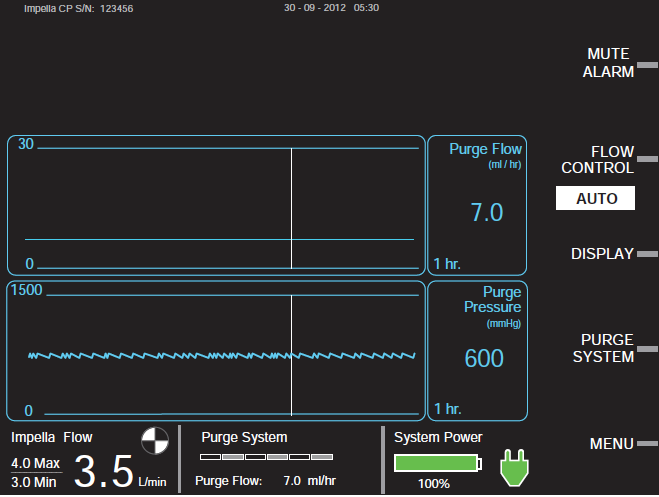 Impella CP S/N: 123456
30 - 09 - 2012 05:30
MUTE
ALARM
30
Purge Flow
(ml / hr)
7.0
0
1 hr.
FLOW
CONTROL
AUTO
DISPLAY
1500
Purge
Pressure
(mmHg)
600
0
1 hr.
PURGE
SYSTEM
Impella Flow
4.0 Max
3.0 Min
3.5 L/min
Purge System
Purge Flow: 7.0 ml/hr
System Power
100%
MENU